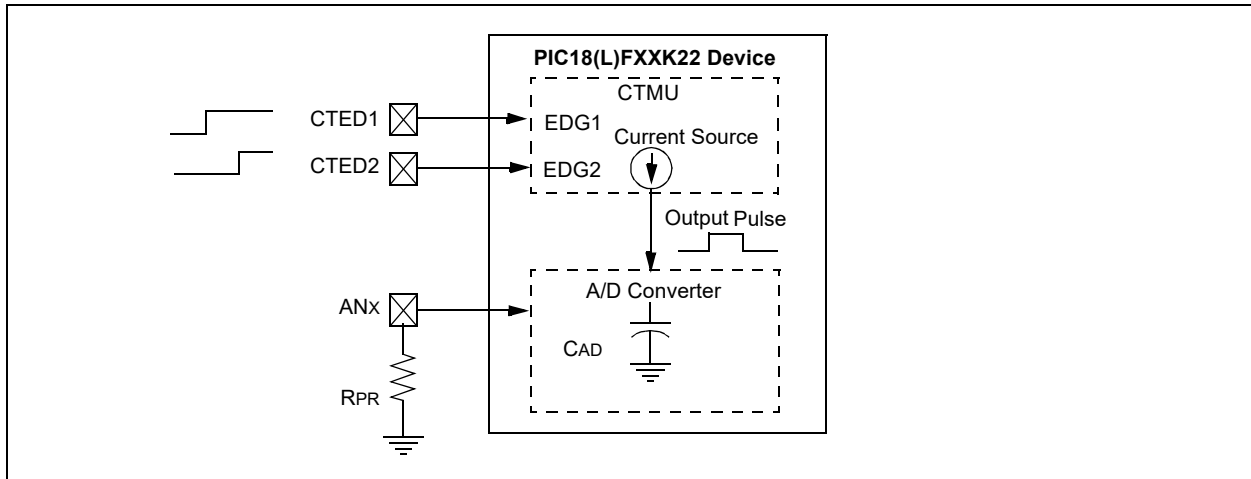 PIC18(L)FXXK22 Device
CTMU
CTED1
EDG1
Current Source
CTED2
EDG2
Output Pulse
A/D Converter
ANX
CAD
RPR